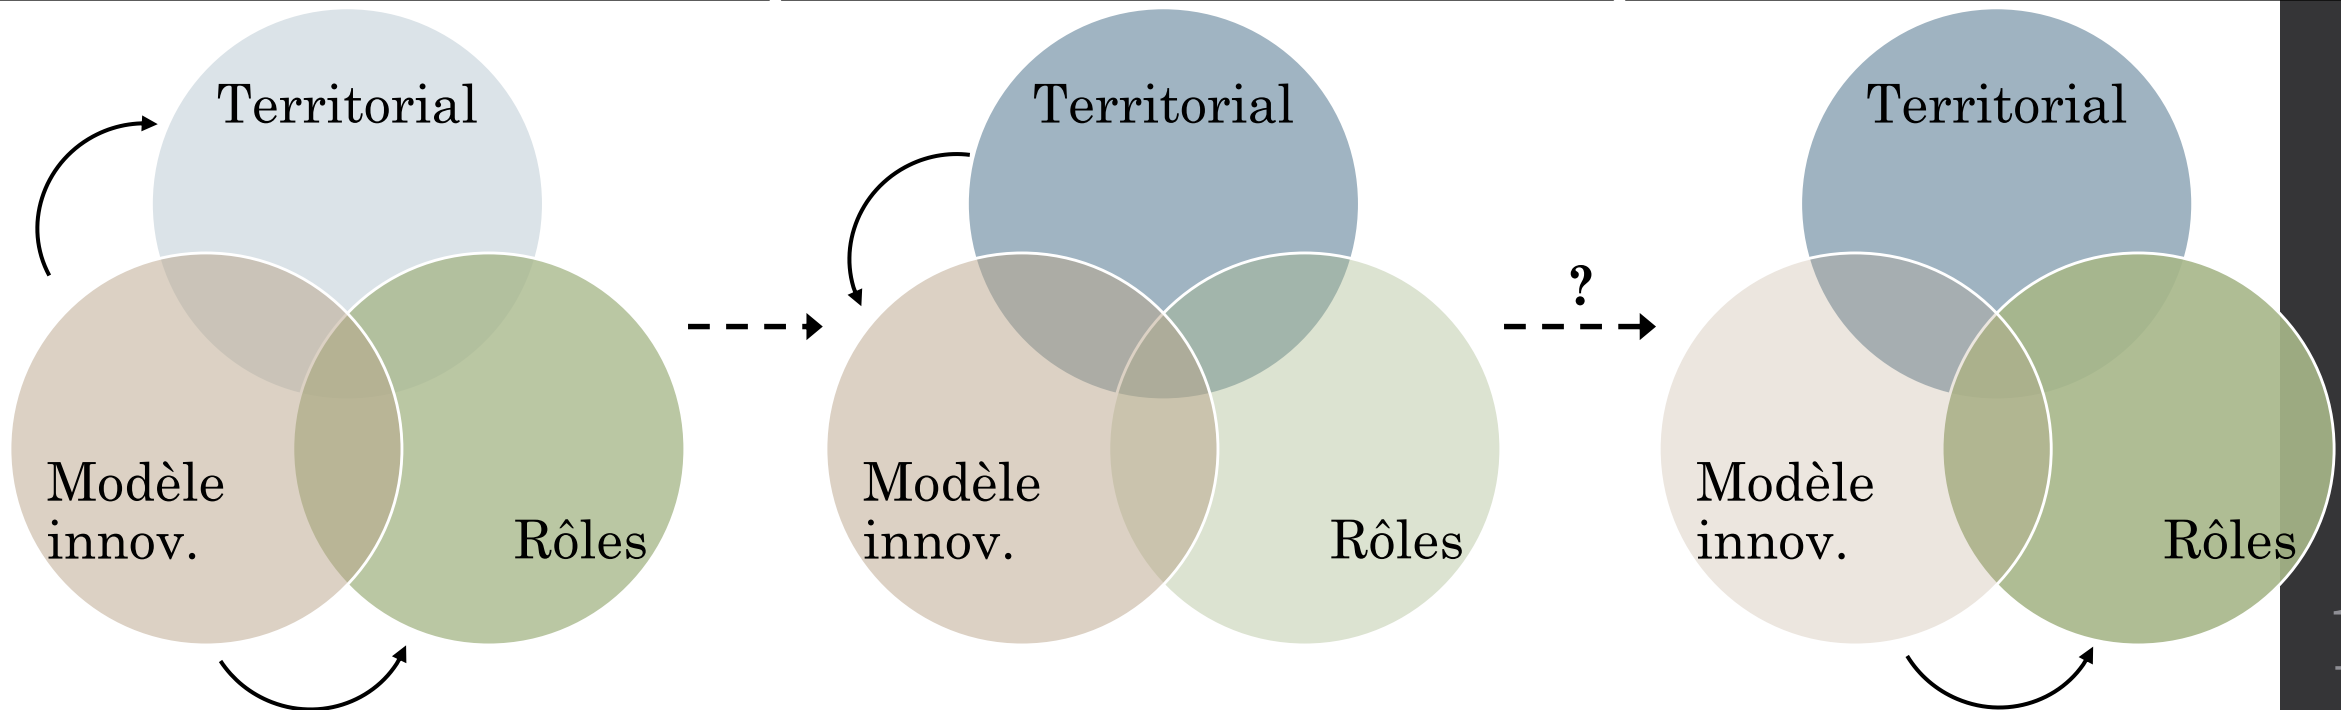 Territorial
Modèle
innov.
Rôles
Territorial
Modèle
innov.
Rôles
?
Territorial
Modèle
innov.
Rôles